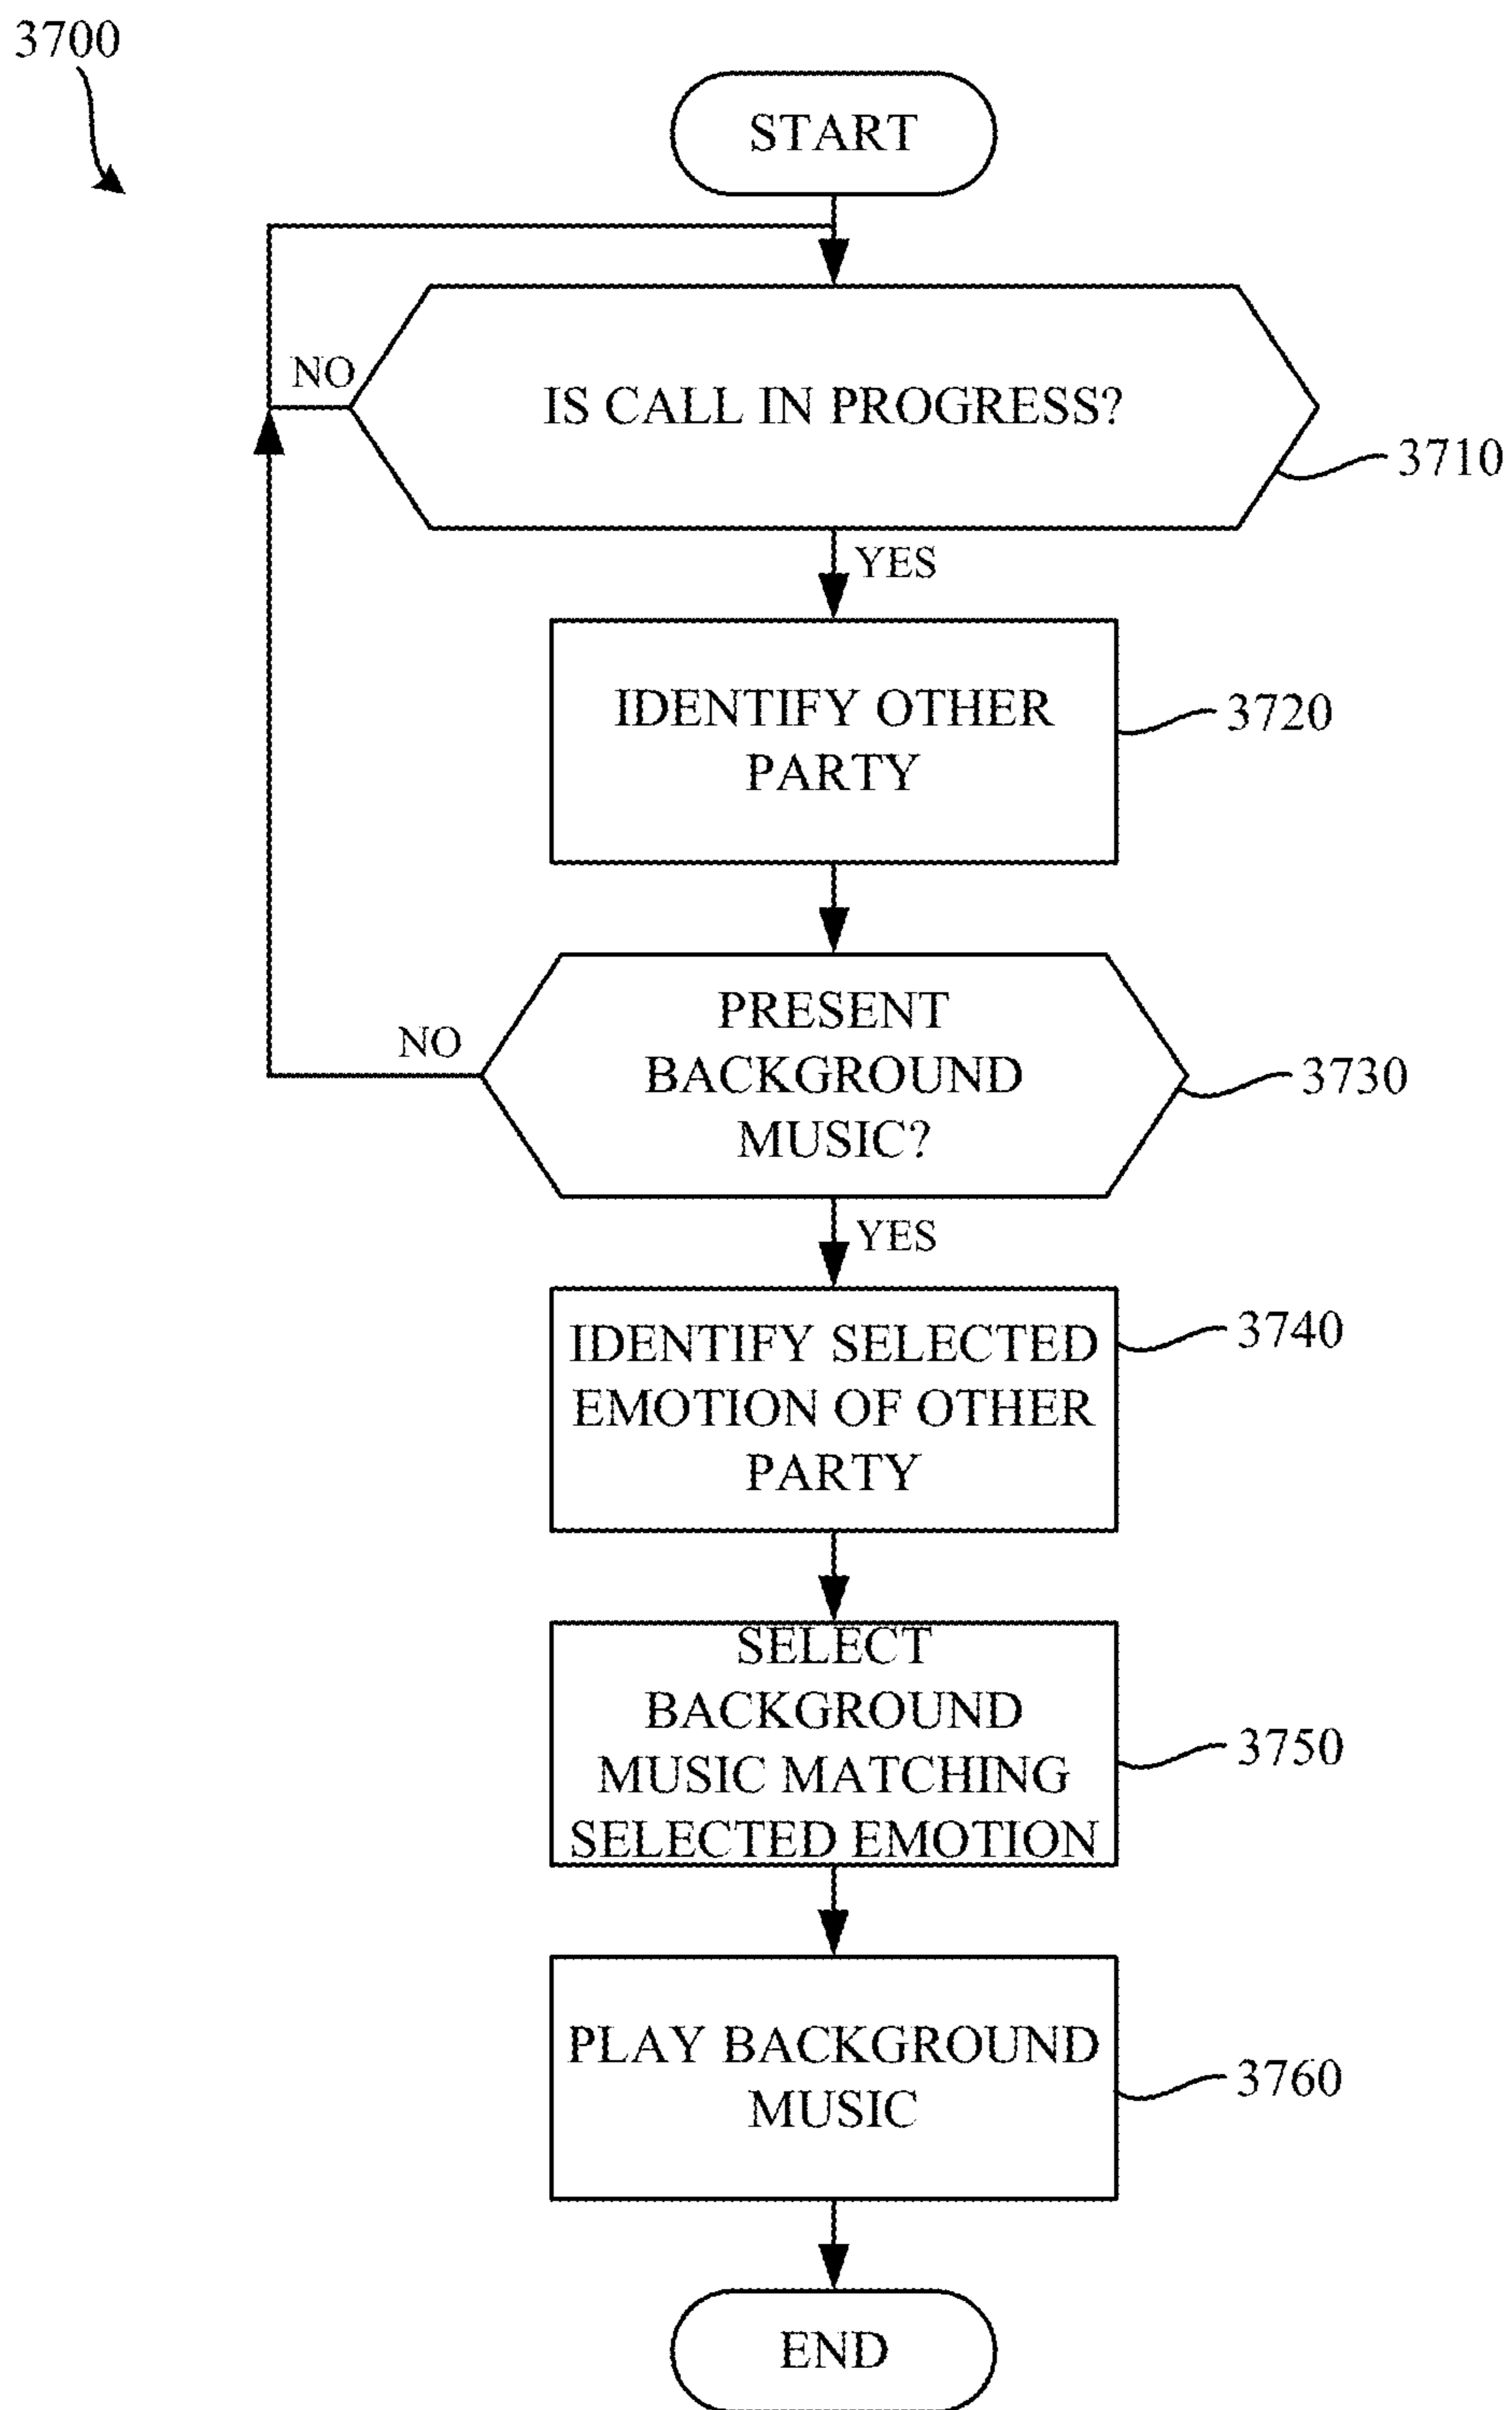 3700
START
NO
IS CALL IN PROGRESS?
3710
YES
IDENTIFY OTHER
PARTY
3720
PRESENT
BACKGROUND
MUSIC?
NO
3730
YES
IDENTIFY SELECTED
EMOTION OF OTHER
PARTY
3740
SELECT
BACKGROUND
MUSIC MATCHING
SELECTED EMOTION
3750
PLAY BACKGROUND
MUSIC
3760
END